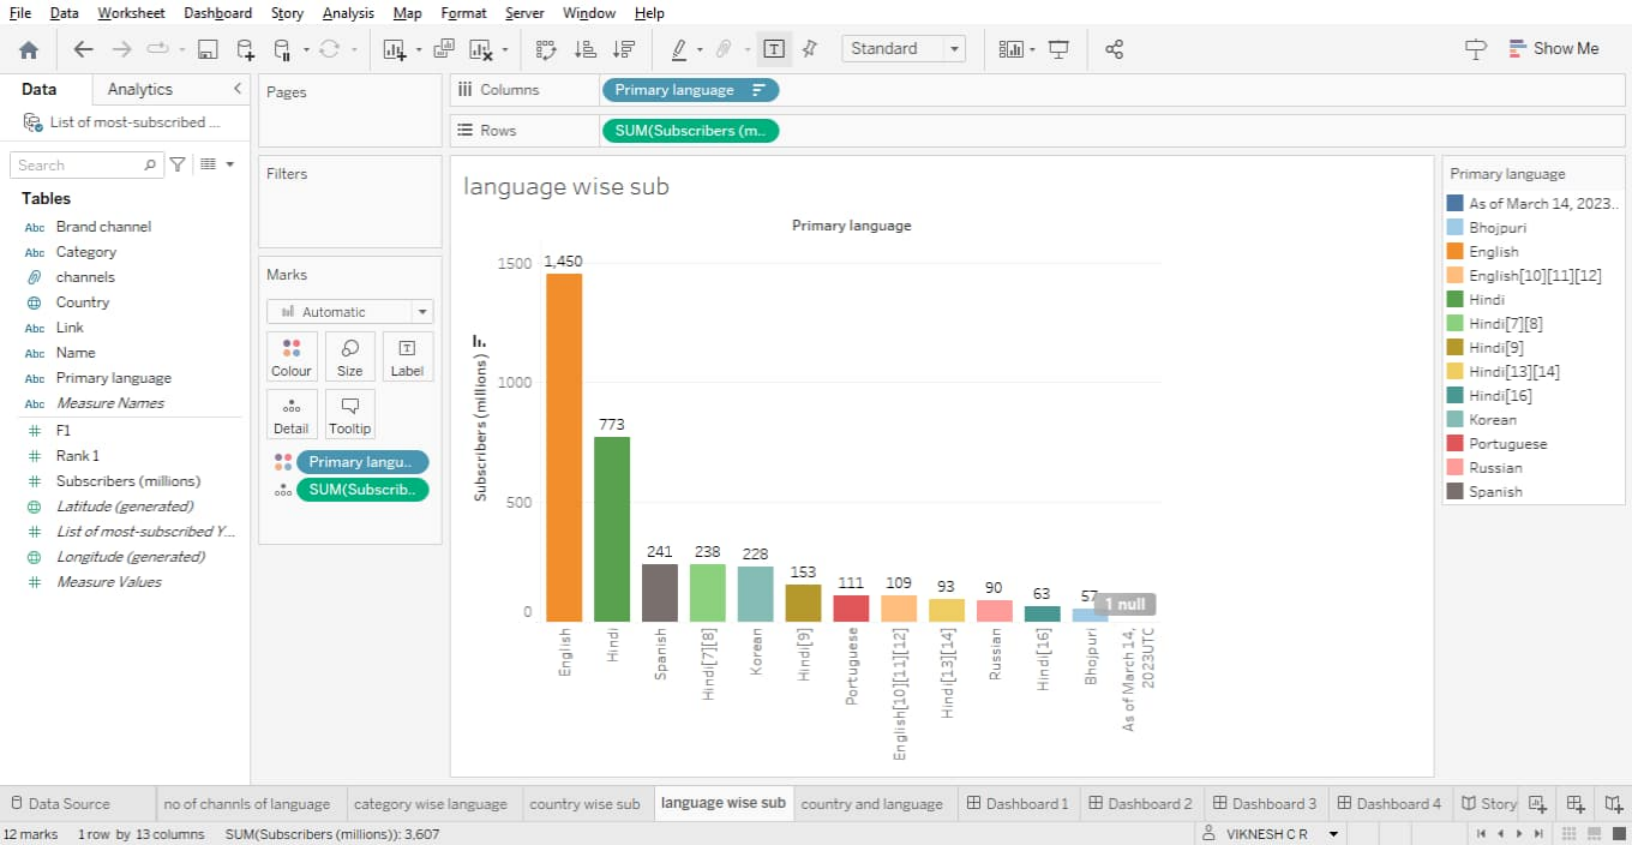 File Data Worksheet Dashboard Story Analysis Map Format Server Window Help
Standard
Show Me
Data Analytics
List of most-subscribed ...
Search
Tables
Abc Brand channel
Abc Category
channels
Country
Abc Link
Abc Name
Abc Primary language
Abc Measure Names
# F1
# Rank 1
# Subscribers (millions)
Latitude (generated)
# List of most-subscribed Y...
Longitude (generated)
# Measure Values
Pages
Filters
Marks
Automatic
Colour Size Label
Detail Tooltip
Primary langu..
SUM(Subscrib..
Columns Primary language
Rows SUM(Subscribers (m..
language wise sub
Primary language
Subscribers (millions)
1500
1000
500
0
1,450
773
241
238
228
153
111
109
93
90
63
57
1 null
English
Hindi
Spanish
Hindi[7][8]
Korean
Hindi[9]
Portuguese
English[10][11][12]
Hindi[13][14]
Russian
Hindi[16]
Bhojpuri
As of March 14,
2023UTC
Primary language
As of March 14, 2023..
Bhojpuri
English
English[10][11][12]
Hindi
Hindi[7][8]
Hindi[9]
Hindi[13][14]
Hindi[16]
Korean
Portuguese
Russian
Spanish
Data Source no of channls of language category wise language country wise sub language wise sub country and language Dashboard 1 Dashboard 2 Dashboard 3 Dashboard 4 Story
12 marks 1 row by 13 columns SUM(Subscribers (millions)): 3,607 VIKNESH C R